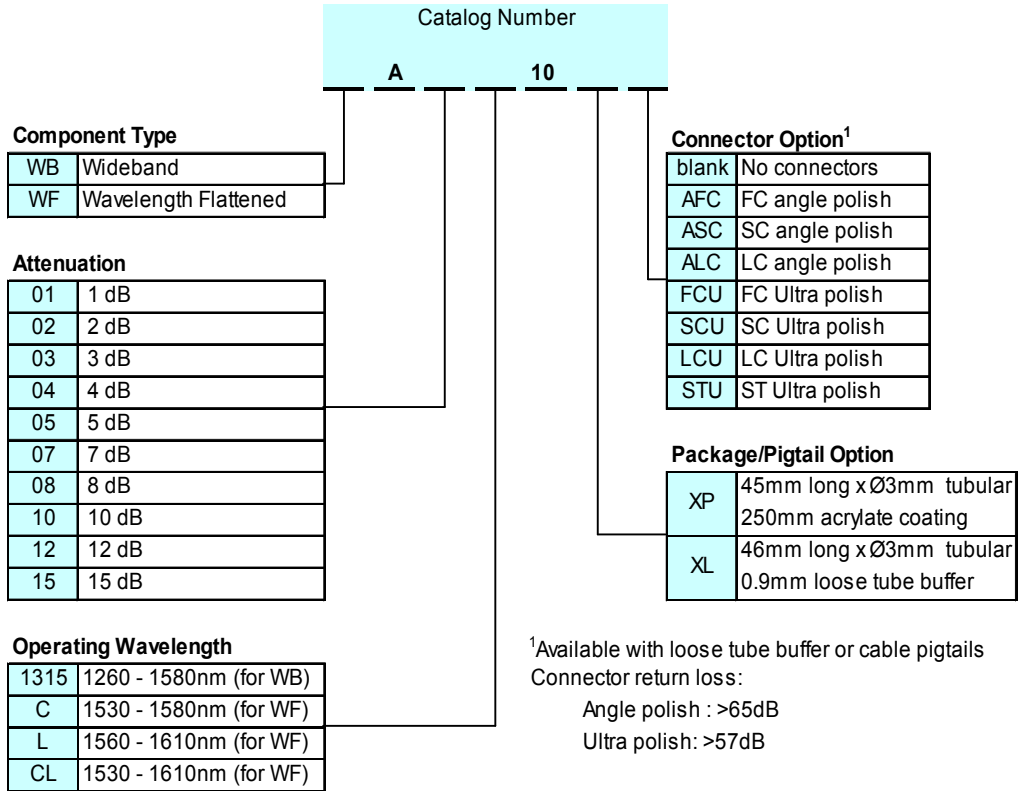 Catalog Number
A 10
Component Type
WB Wideband
WF Wavelength Flattened
Attenuation
01 1 dB
02 2 dB
03 3 dB
04 4 dB
05 5 dB
07 7 dB
08 8 dB
10 10 dB
12 12 dB
15 15 dB
Operating Wavelength
1315 1260 - 1580nm (for WB)
C 1530 - 1580nm (for WF)
L 1560 - 1610nm (for WF)
CL 1530 - 1610nm (for WF)
Connector Option¹
blank No connectors
AFC FC angle polish
ASC SC angle polish
ALC LC angle polish
FCU FC Ultra polish
SCU SC Ultra polish
LCU LC Ultra polish
STU ST Ultra polish
Package/Pigtail Option
XP 45mm long x Ø3mm tubular
250mm acrylate coating
XL 46mm long x Ø3mm tubular
0.9mm loose tube buffer
¹Available with loose tube buffer or cable pigtails
Connector return loss:
Angle polish : >65dB
Ultra polish: >57dB